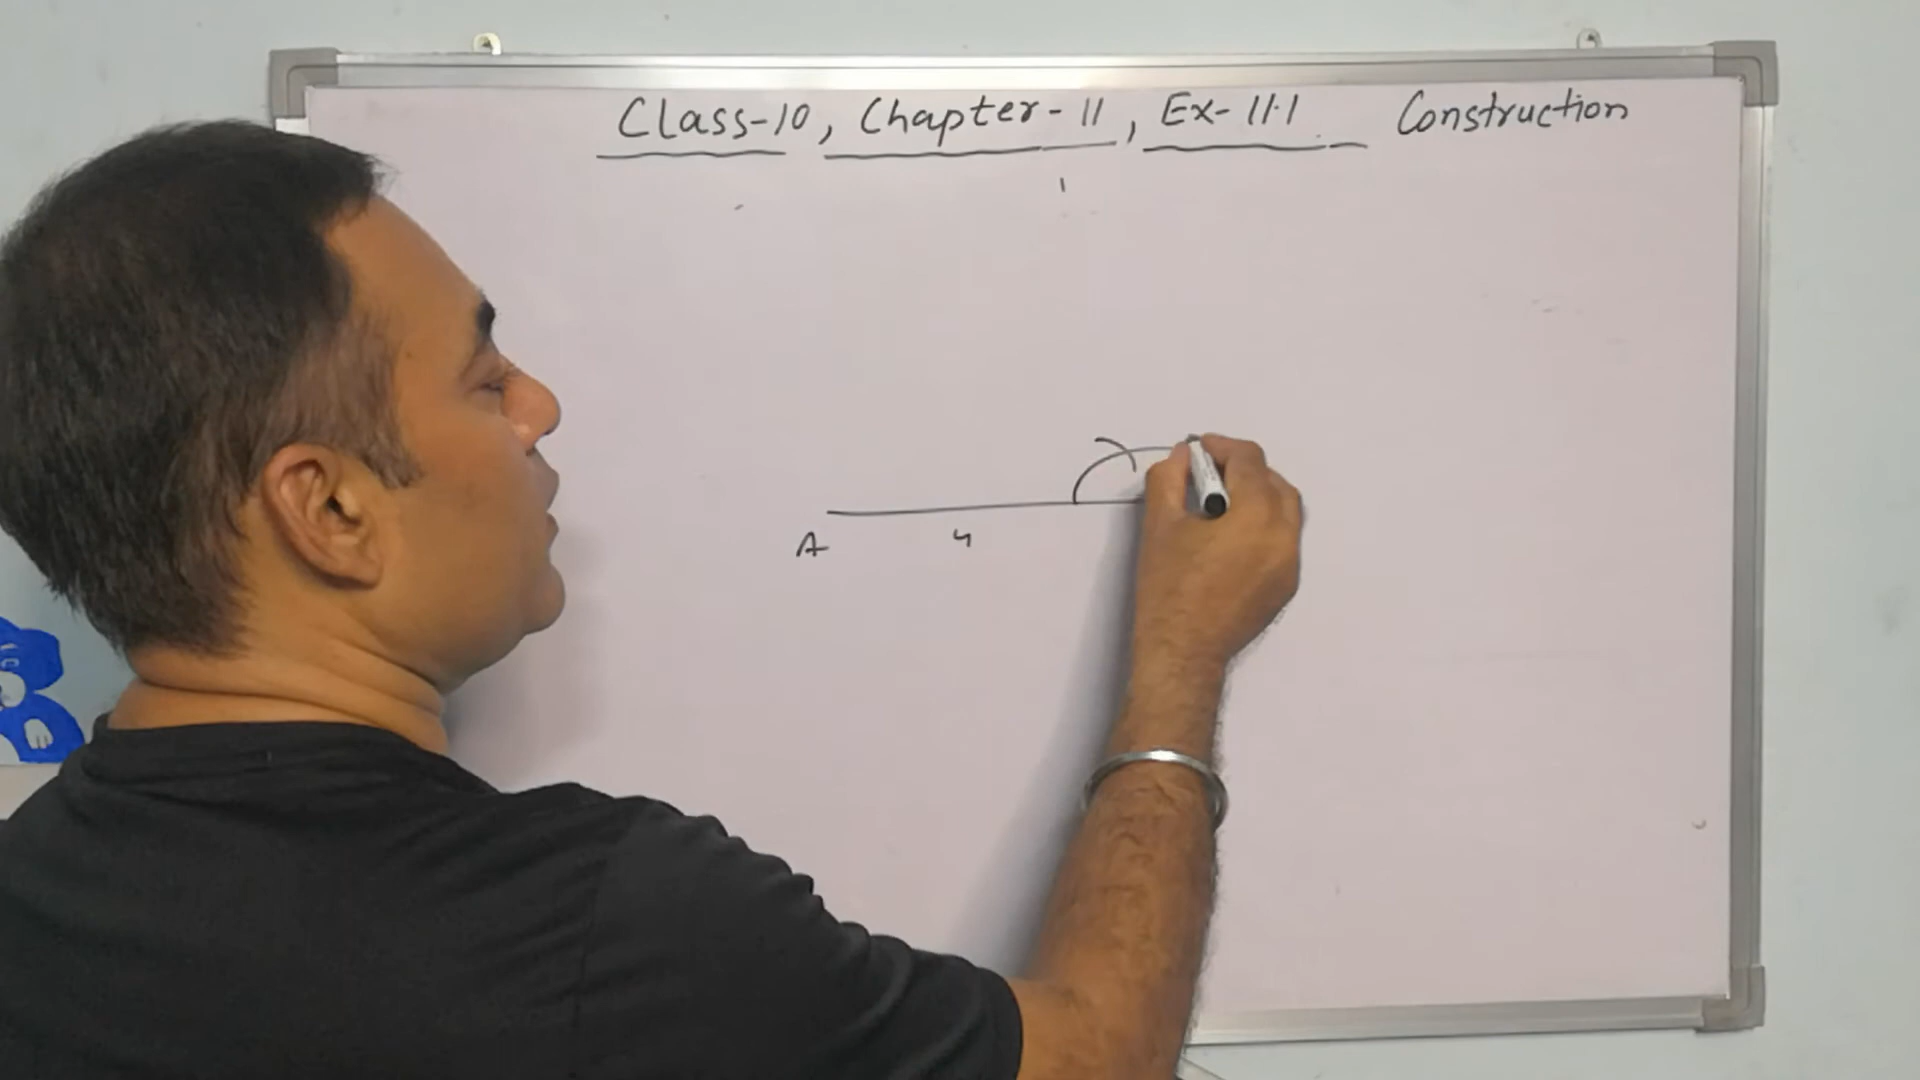 Class-10, Chapter-11, Ex-11.1 Construction
A 4